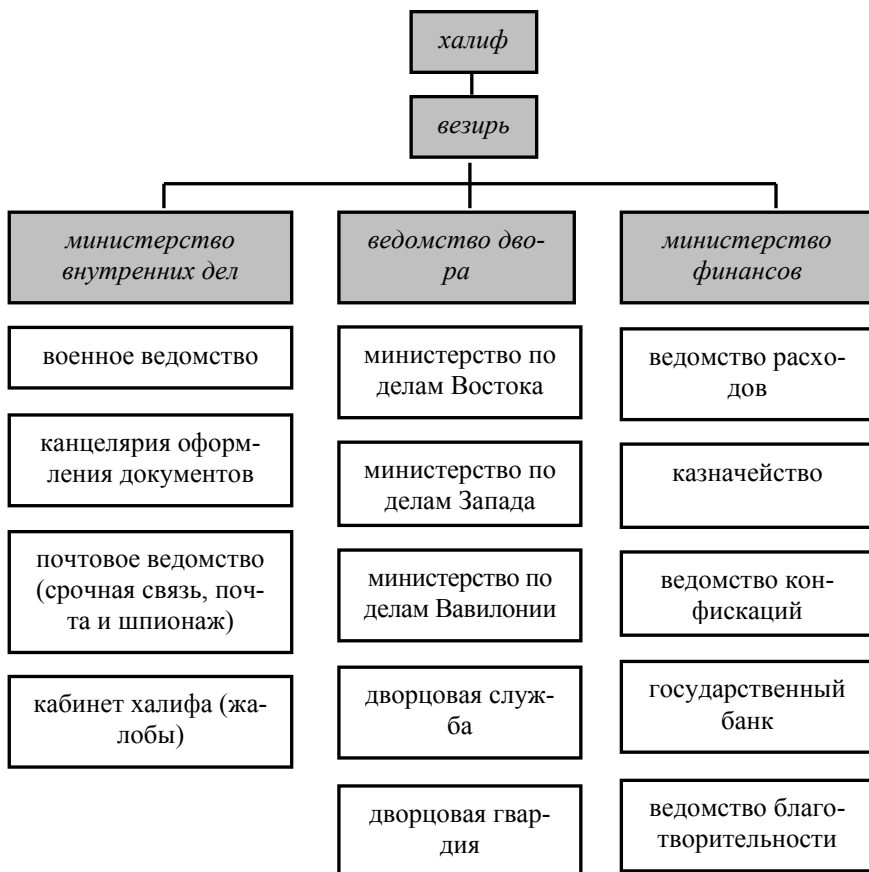 халиф
везирь
министерство
внутренних дел
ведомство дво-
ра
министерство
финансов
военное ведомство
канцелярия оформ-
ления документов
почтовое ведомство
(срочная связь, поч-
та и шпионаж)
кабинет халифа (жа-
лобы)
министерство по
делам Востока
министерство по
делам Запада
министерство по
делам Вавилонии
дворцовая служ-
ба
дворцовая гвар-
дия
ведомство расхо-
дов
казначейство
ведомство кон-
фискаций
государственный
банк
ведомство благо-
творительности